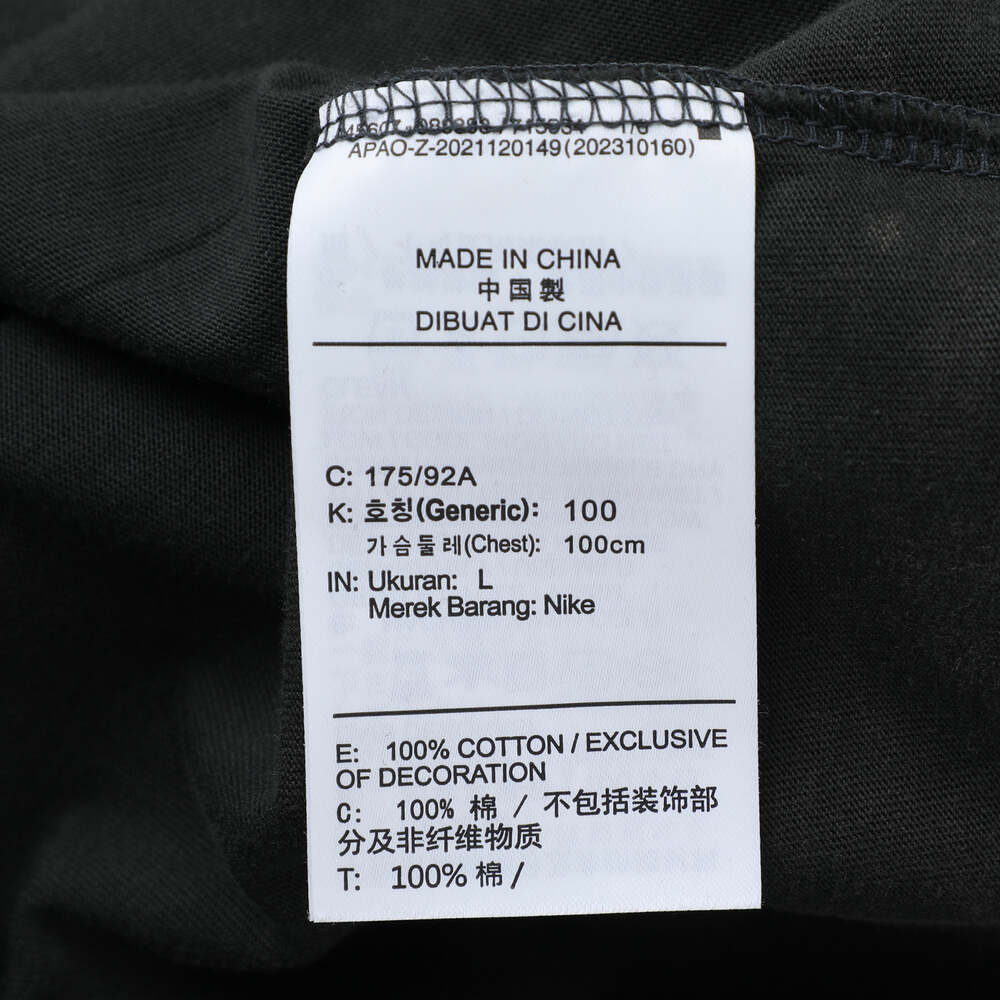 APAO-Z-2021120149(202310160)
MADE IN CHINA
中国製
DIBUAT DI CINA
C: 175/92A
K: 호칭(Generic): 100
가슴둘레(Chest): 100cm
IN: Ukuran: L
Merek Barang: Nike
E: 100% COTTON / EXCLUSIVE
OF DECORATION
C: 100% 棉 / 不包括装饰部
分及非纤维物质
T: 100% 棉 /